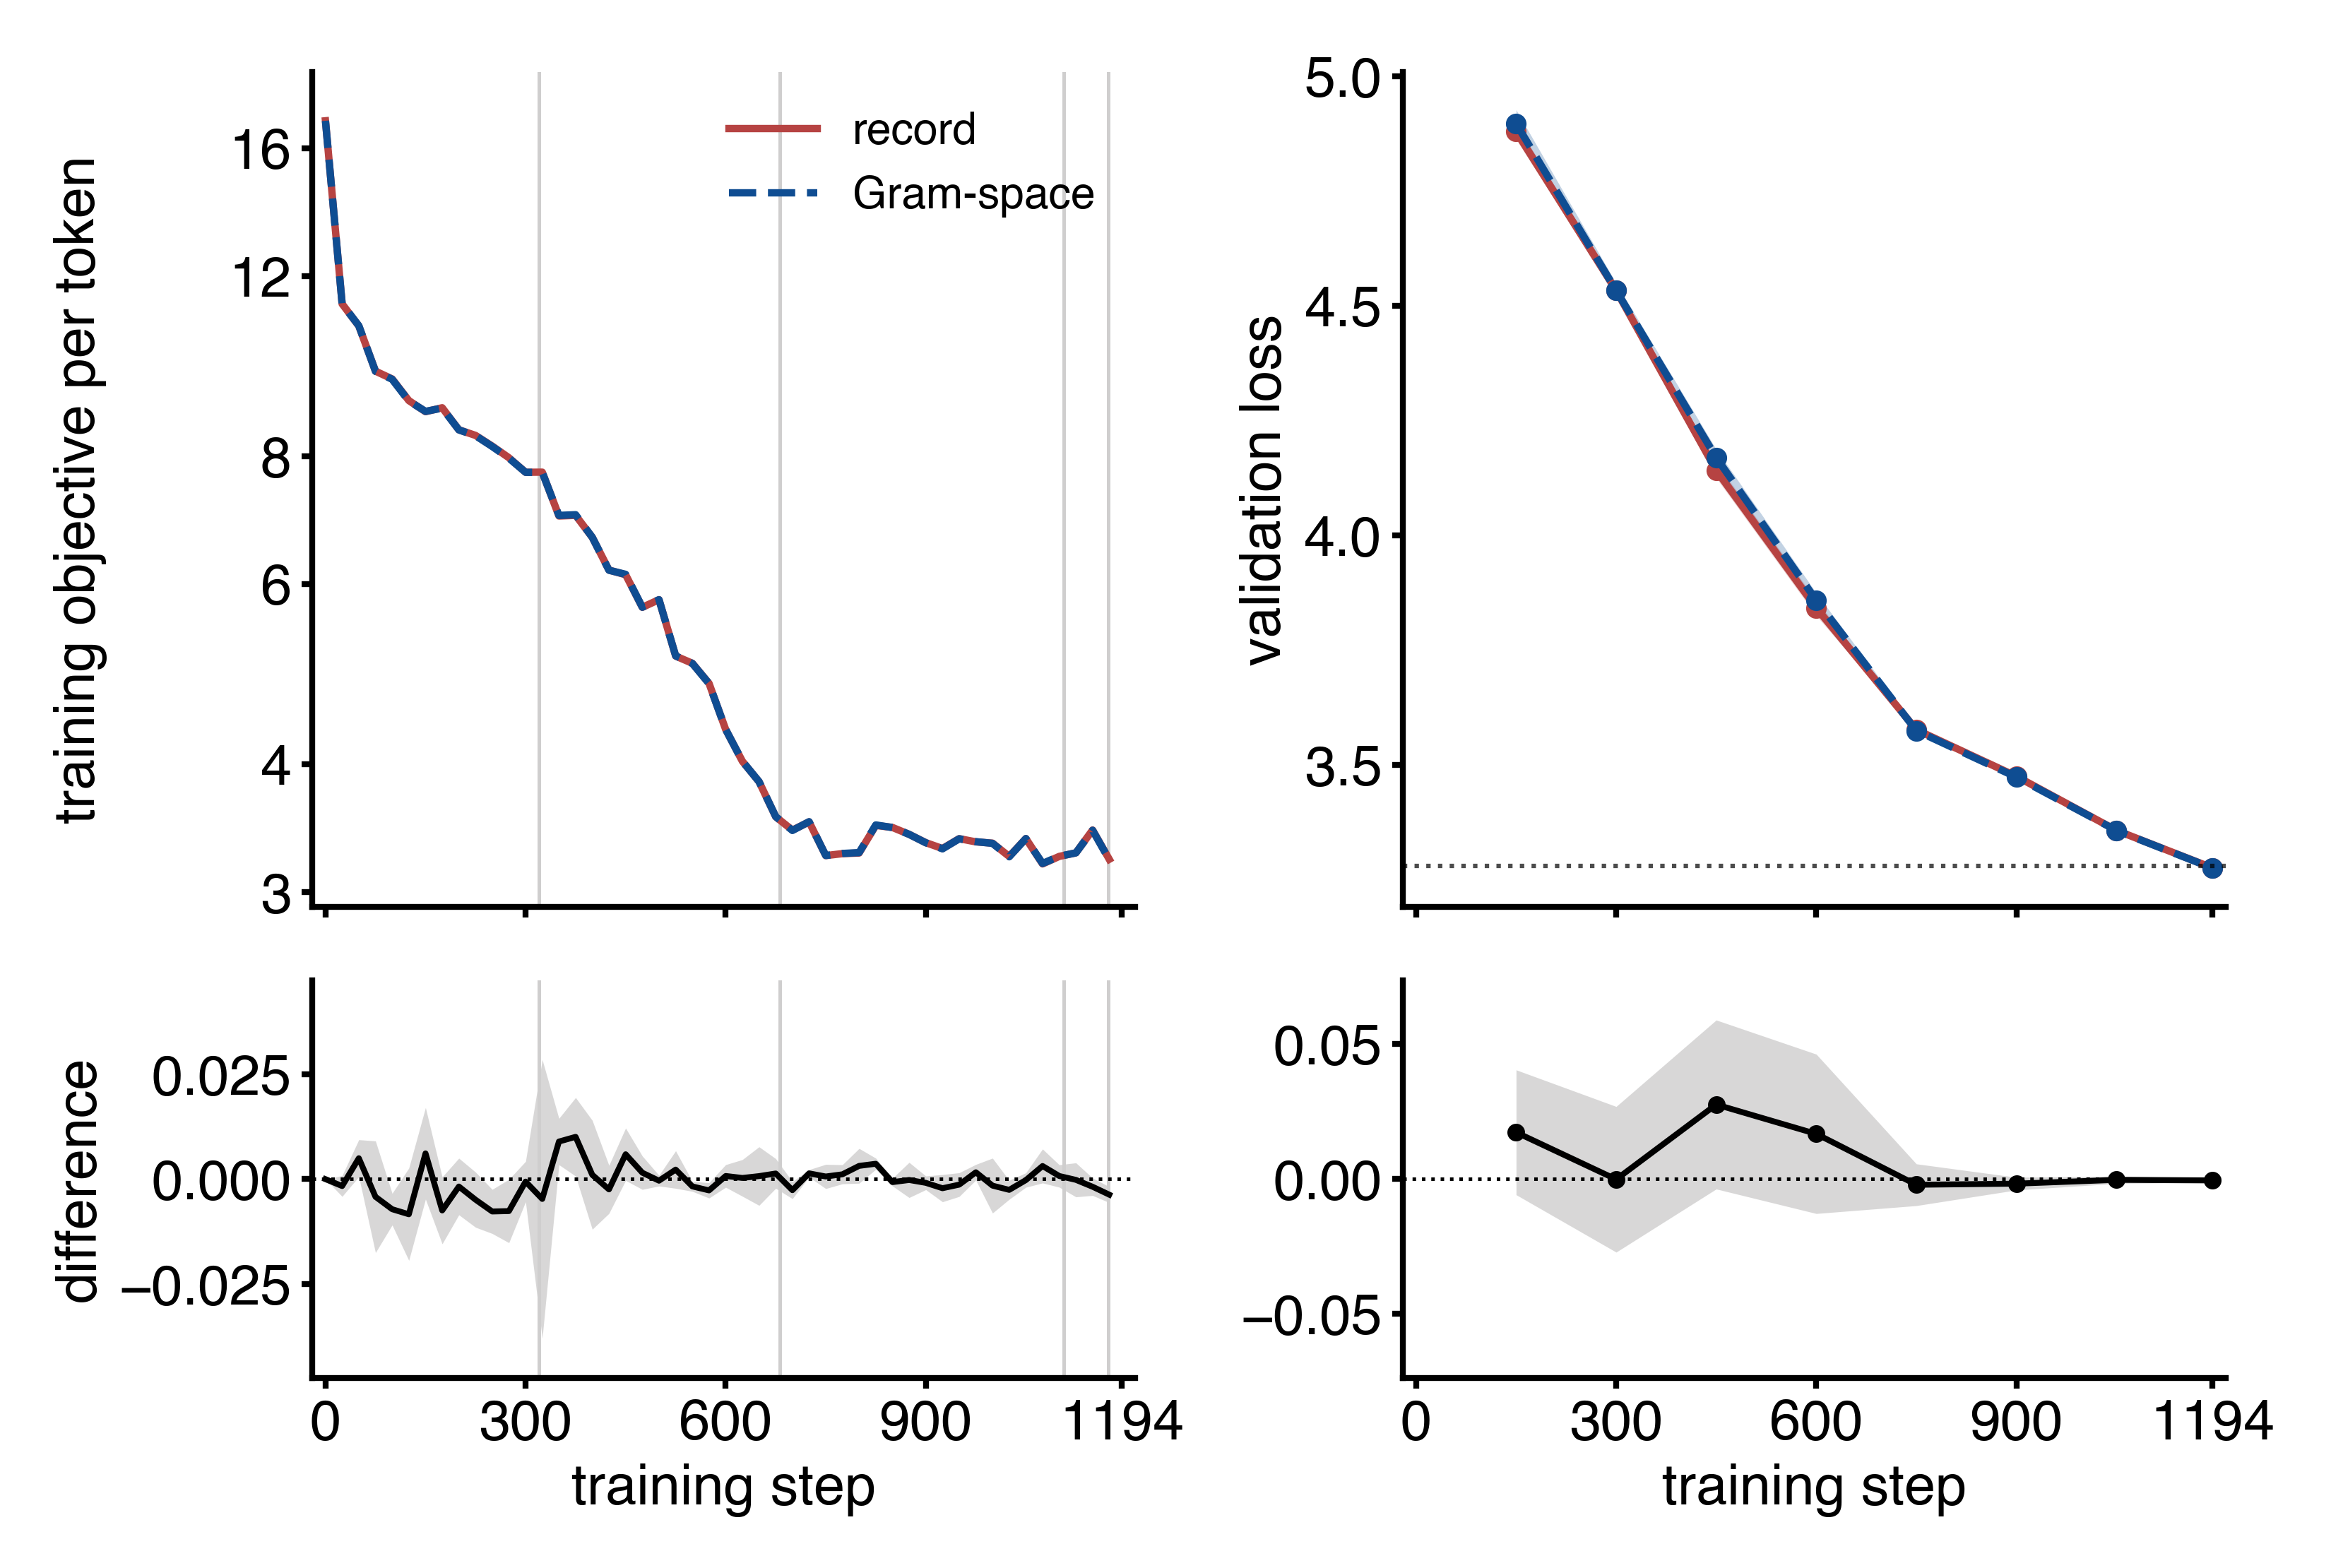 training objective per token
16
12
8
6
4
3
record
Gram-space
validation loss
5.0
4.5
4.0
3.5
difference
0.025
0.000
−0.025
0 300 600 900 1194
training step
0.05
0.00
−0.05
0 300 600 900 1194
training step